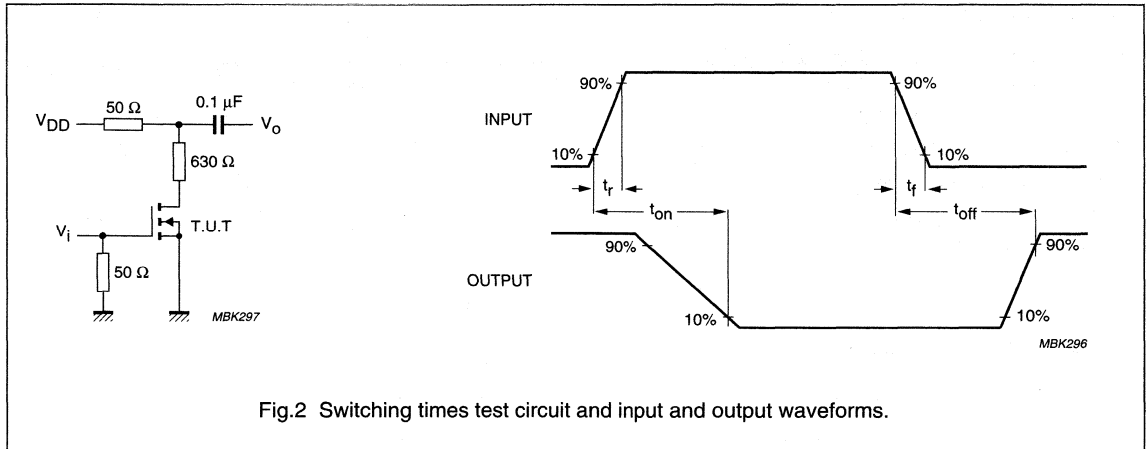 50 Ω
0.1 μF
V_DD
V_o
630 Ω
T.U.T
V_i
50 Ω
MBK297
90%
90%
INPUT
10%
10%
t_r
t_f
t_on
t_off
90%
90%
OUTPUT
10%
10%
MBK296
Fig.2 Switching times test circuit and input and output waveforms.